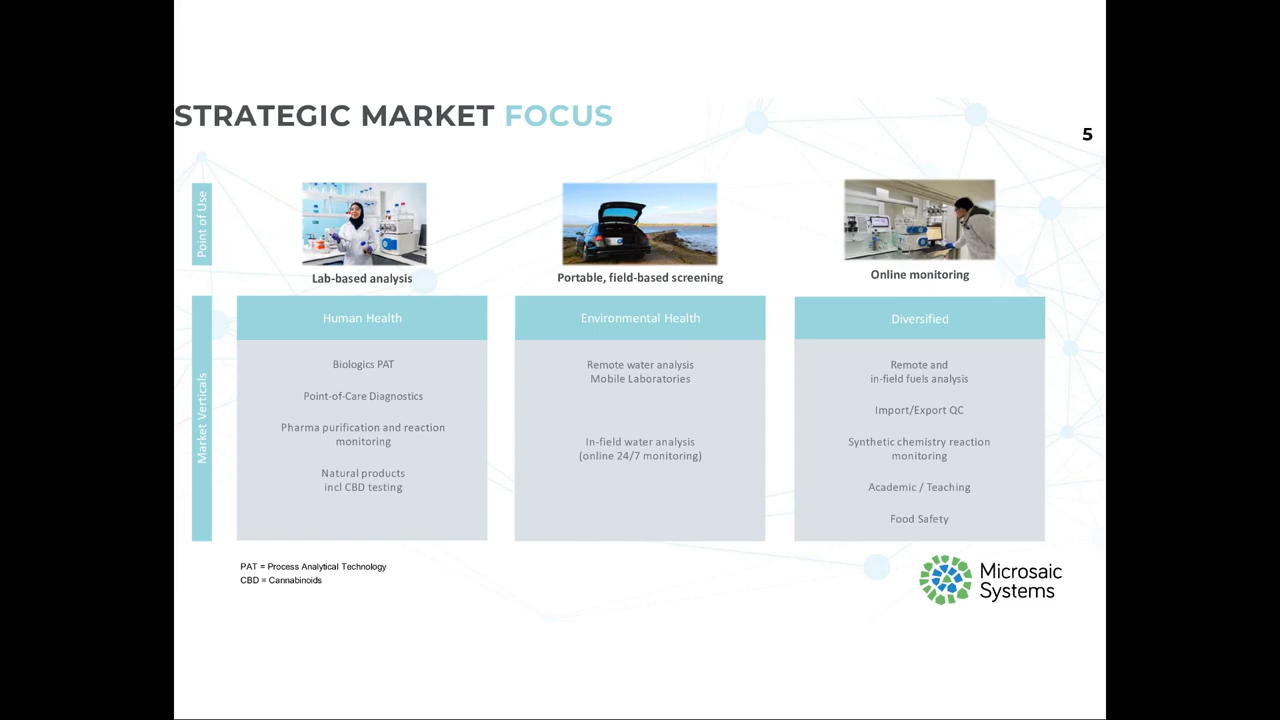 STRATEGIC MARKET FOCUS
5
Point of Use
Lab-based analysis
Portable, field-based screening
Online monitoring
Market Verticals
Human Health
Biologics PAT
Point-of-Care Diagnostics
Pharma purification and reaction
monitoring
Natural products
incl CBD testing
Environmental Health
Remote water analysis
Mobile Laboratories
In-field water analysis
(online 24/7 monitoring)
Diversified
Remote and
in-field fuels analysis
Import/Export QC
Synthetic chemistry reaction
monitoring
Academic / Teaching
Food Safety
PAT = Process Analytical Technology
CBD = Cannabinoids
Microsaic
Systems